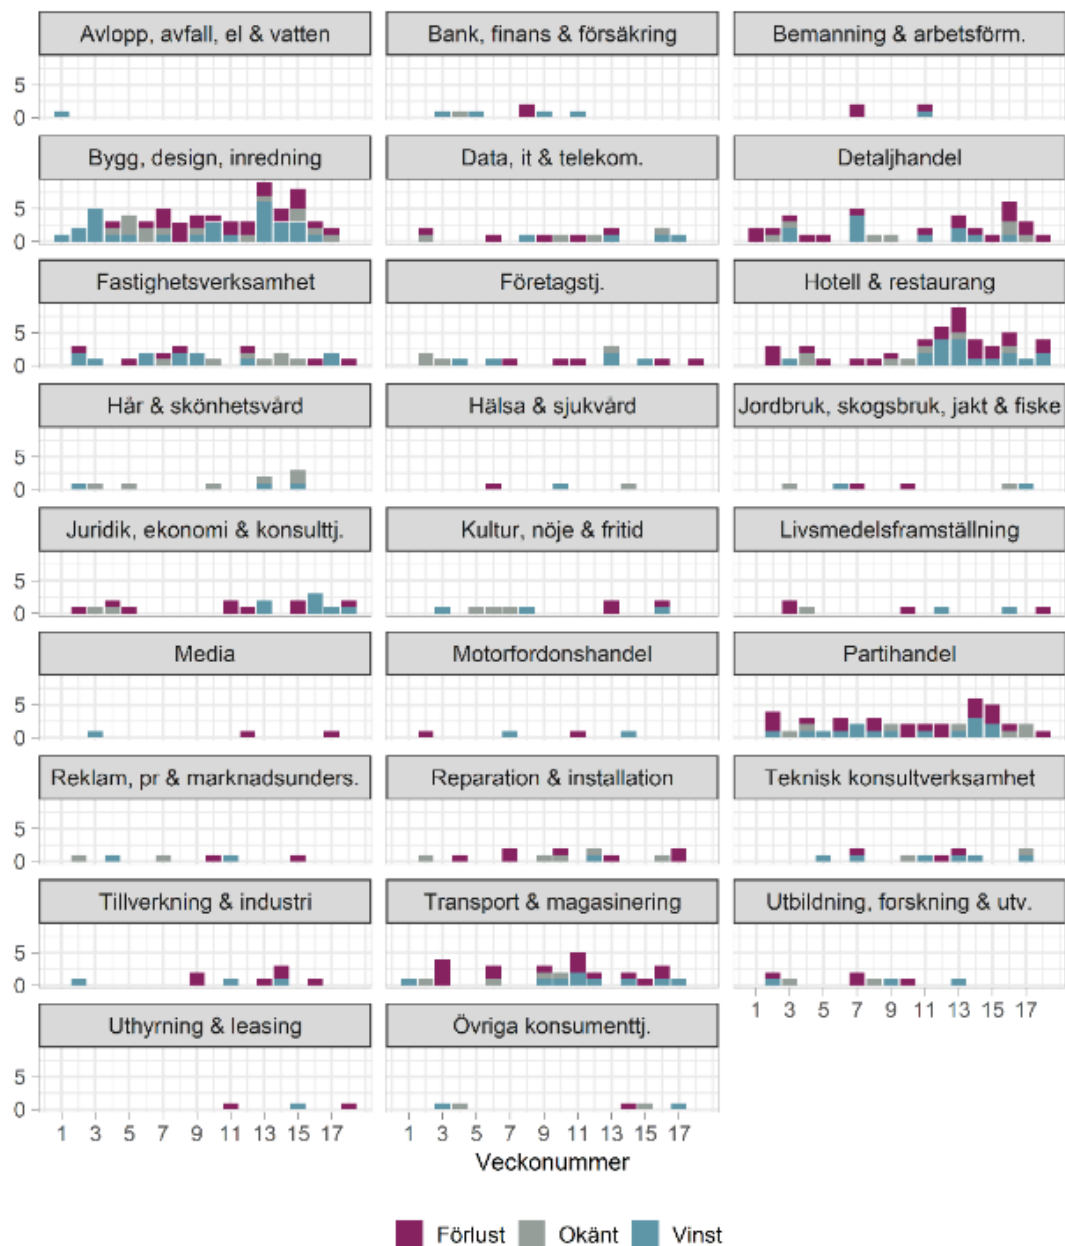 Avlopp, avfall, el & vatten
Bank, finans & försäkring
Bemanning & arbetsförm.
5
0
Bygg, design, inredning
Data, it & telekom.
Detaljhandel
5
0
Fastighetsverksamhet
Företagstj.
Hotell & restaurang
5
0
Hår & skönhetsvård
Hälsa & sjukvård
Jordbruk, skogsbruk, jakt & fiske
5
0
Juridik, ekonomi & konsulttj.
Kultur, nöje & fritid
Livsmedelsframställning
5
0
Media
Motorfordonshandel
Partihandel
5
0
Reklam, pr & marknadsunders.
Reparation & installation
Teknisk konsultverksamhet
5
0
Tillverkning & industri
Transport & magasinering
Utbildning, forskning & utv.
5
0
1 3 5 7 9 11 13 15 17
Uthyrning & leasing
Övriga konsumenttj.
5
0
1 3 5 7 9 11 13 15 17
1 3 5 7 9 11 13 15 17
Veckonummer
Förlust Okänt Vinst